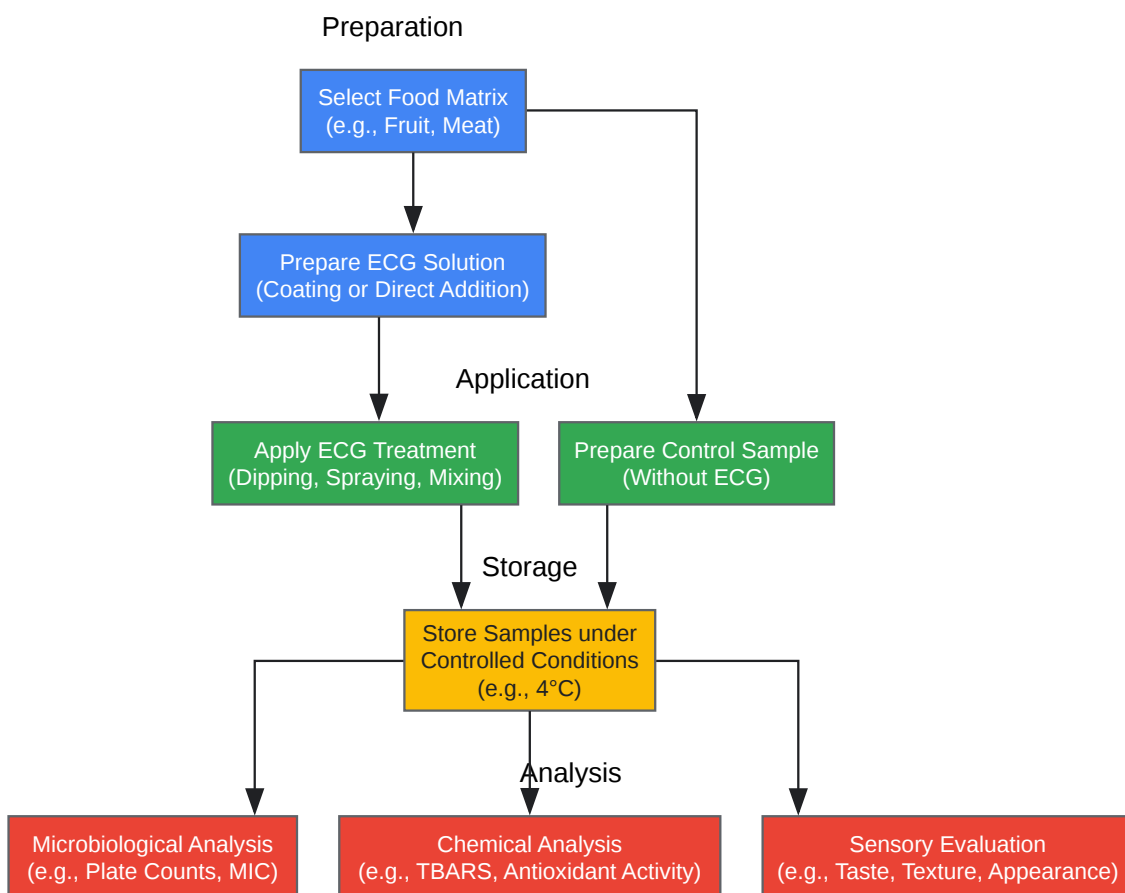 Preparation
Select Food Matrix
(e.g., Fruit, Meat)
Prepare ECG Solution
(Coating or Direct Addition)
Application
Apply ECG Treatment
(Dipping, Spraying, Mixing)
Prepare Control Sample
(Without ECG)
Storage
Store Samples under
Controlled Conditions
(e.g., 4°C)
Analysis
Microbiological Analysis
(e.g., Plate Counts, MIC)
Chemical Analysis
(e.g., TBARS, Antioxidant Activity)
Sensory Evaluation
(e.g., Taste, Texture, Appearance)